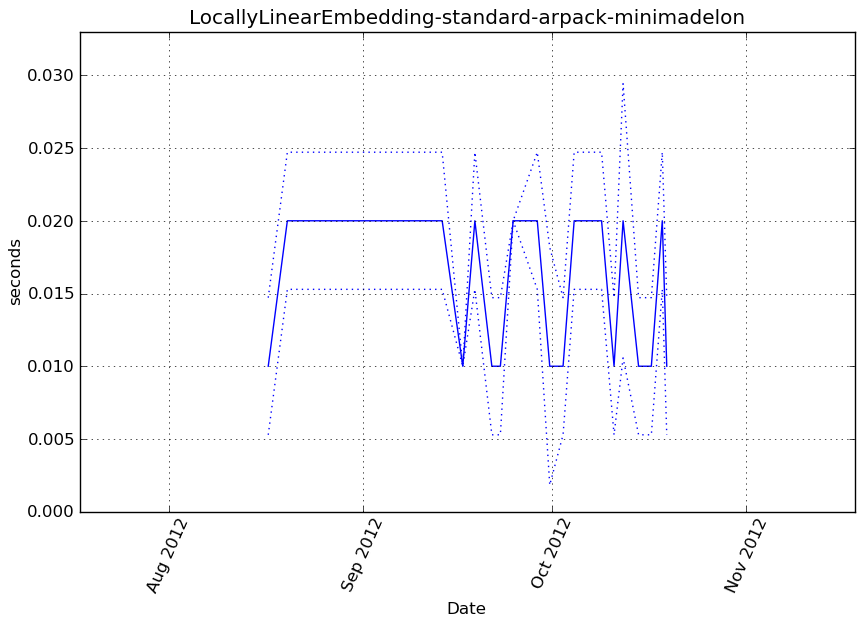 LocallyLinearEmbedding-standard-arpack-minimadelon
0.030
0.025
0.020
0.015
0.010
0.005
0.000
seconds
Aug 2012
Sep 2012
Oct 2012
Nov 2012
Date